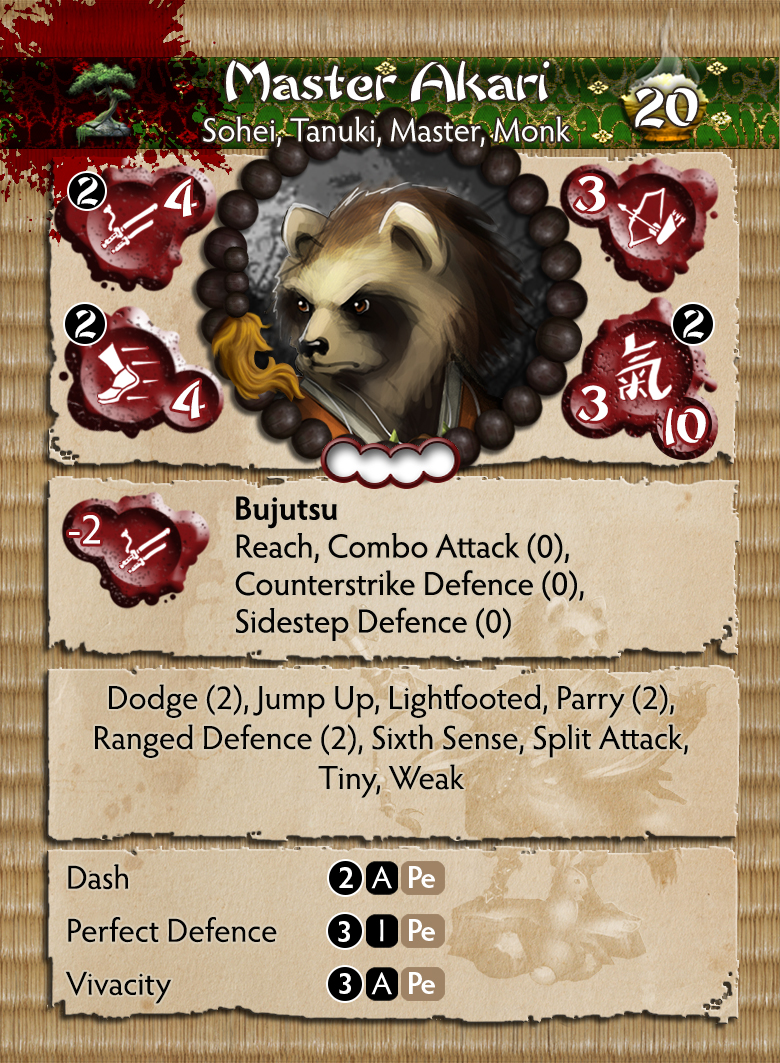 Master Akari
20
Sohei, Tanuki, Master, Monk
2 4
3
2 4
氣 2 3 10
-2
Bujutsu
Reach, Combo Attack (0),
Counterstrike Defence (0),
Sidestep Defence (0)
Dodge (2), Jump Up, Lightfooted, Parry (2),
Ranged Defence (2), Sixth Sense, Split Attack,
Tiny, Weak
Dash 2 A Pe
Perfect Defence 3 I Pe
Vivacity 3 A Pe